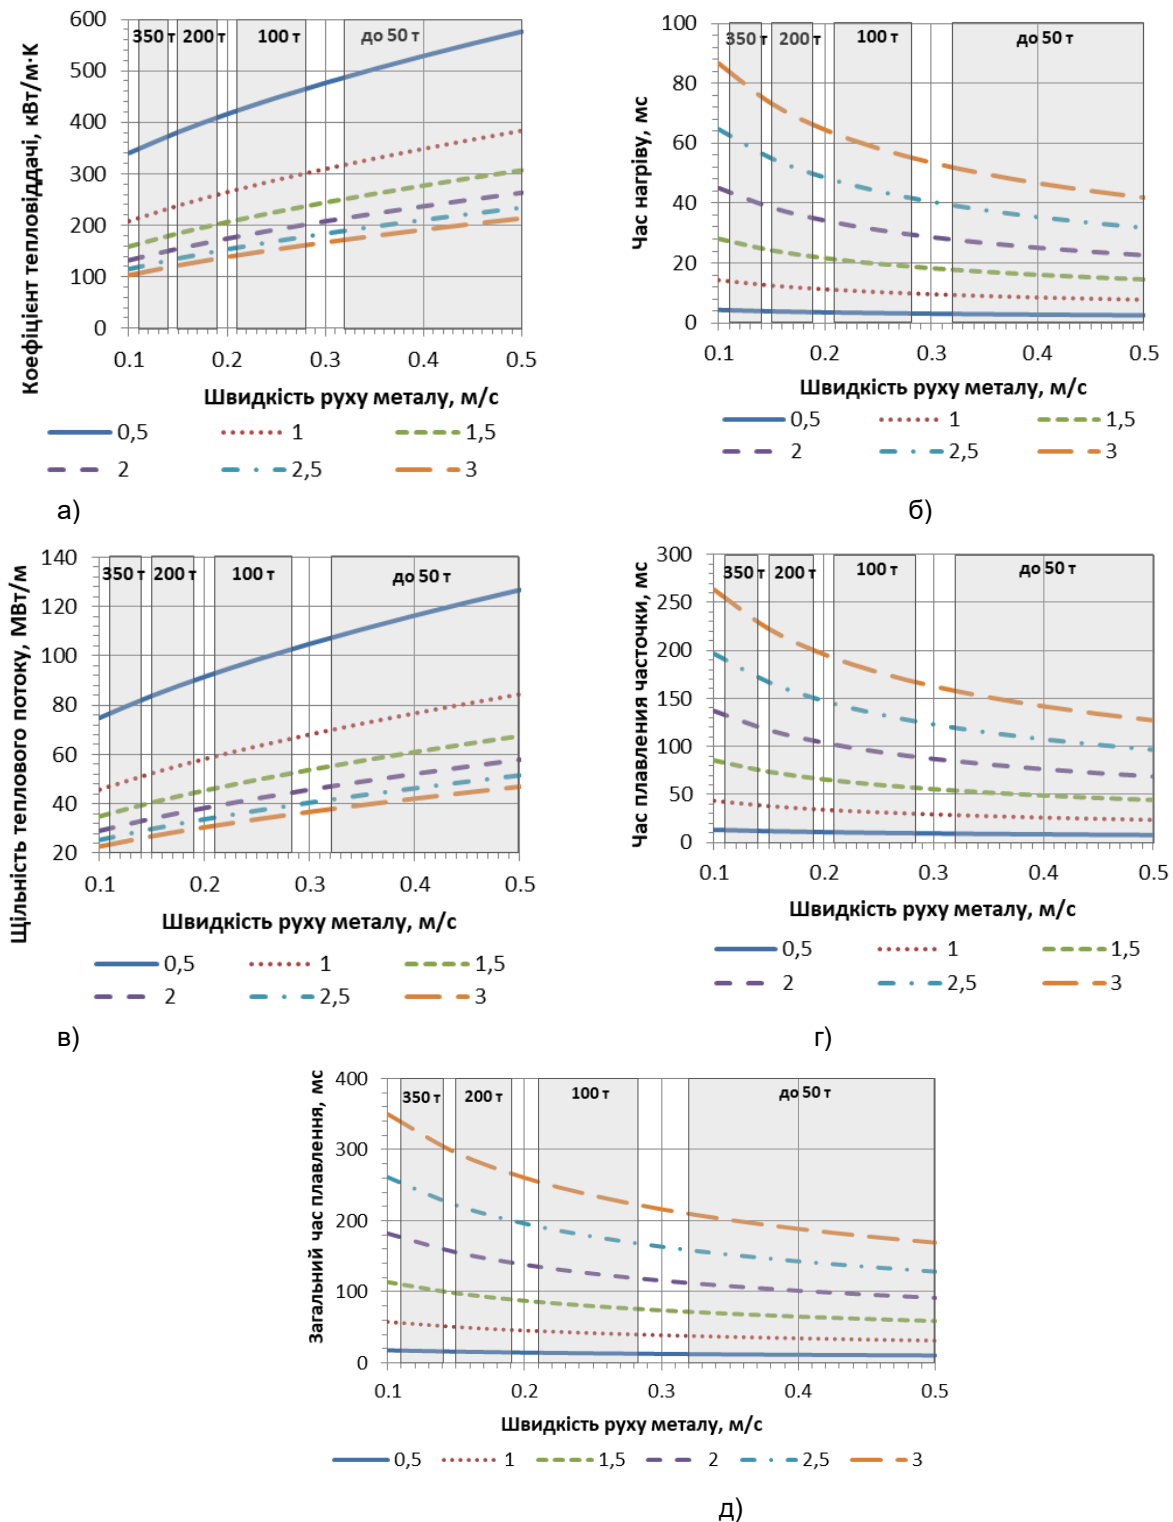 Коефіцієнт тепловіддачі, кВт/м·К
600
500
400
300
200
100
0
350 т
200 т
100 т
до 50 т
0.1 0.2 0.3 0.4 0.5
Швидкість руху металу, м/с
0,5 1 1,5
2 2,5 3
а)
Час нагріву, мс
100
80
60
40
20
0
350 т
200 т
100 т
до 50 т
0.1 0.2 0.3 0.4 0.5
Швидкість руху металу, м/с
0,5 1 1,5
2 2,5 3
б)
Щільність теплового потоку, МВт/м
140
120
100
80
60
40
20
350 т
200 т
100 т
до 50 т
0.1 0.2 0.3 0.4 0.5
Швидкість руху металу, м/с
0,5 1 1,5
2 2,5 3
в)
Час плавления часточки, мс
300
250
200
150
100
50
0
350 т
200 т
100 т
до 50 т
0.1 0.2 0.3 0.4 0.5
Швидкість руху металу, м/с
0,5 1 1,5
2 2,5 3
г)
Загальний час плавлення, мс
400
300
200
100
0
350 т
200 т
100 т
до 50 т
0.1 0.2 0.3 0.4 0.5
Швидкість руху металу, м/с
0,5 1 1,5 2 2,5 3
д)